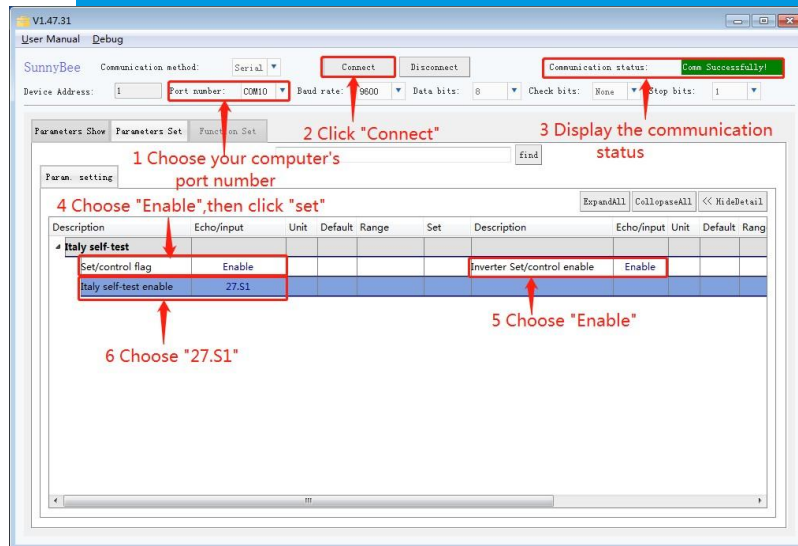 V1.47.31
User Manual Debug
SunnyBee Communication method: Serial Connect Disconnect Communication status: Comm Successfully!
Device Address: 1 Port number: COM10 Baud rate: 9600 Data bits: 8 Check bits: None Stop bits: 1
Parameters Show Parameters Set Function Set 2 Click "Connect" 3 Display the communication
status
1 Choose your computer's find
port number
Param. setting
4 Choose "Enable",then click "set" ExpandAll CollopaseAll << HideDetail
Description Echo/input Unit Default Range Set Description Echo/input Unit Default Rang
Italy self-test
Set/control flag Enable Inverter Set/control enable Enable
Italy self-test enable 27.S1
5 Choose "Enable"
6 Choose "27.S1"